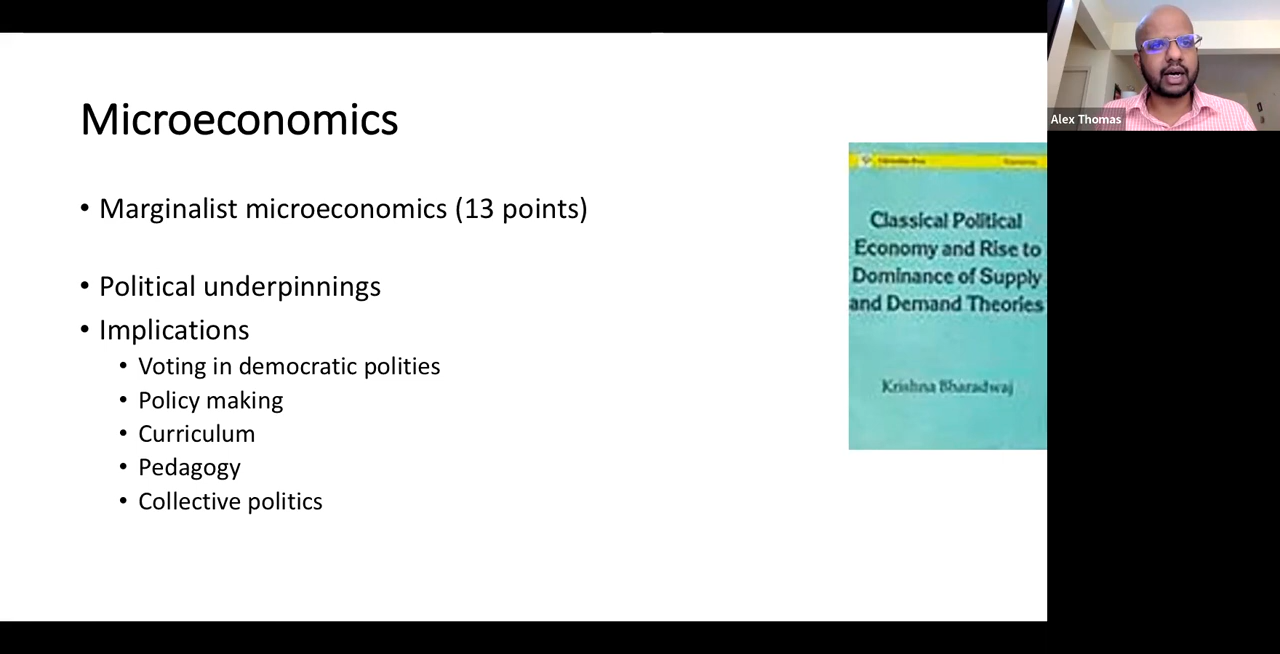 Microeconomics
• Marginalist microeconomics (13 points)
• Political underpinnings
• Implications
• Voting in democratic polities
• Policy making
• Curriculum
• Pedagogy
• Collective politics
Classical Political
Economy and Rise to
Dominance of Supply
and Demand Theories
Krishna Bharadwaj
Alex Thomas